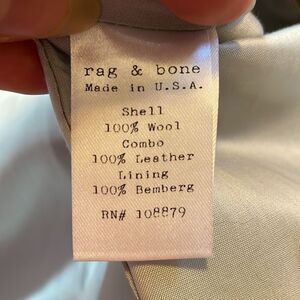 rag & bone
Made in U.S.A.
Shell
100% Wool
Combo
100% Leather
Lining
100% Bemberg
RN# 108879